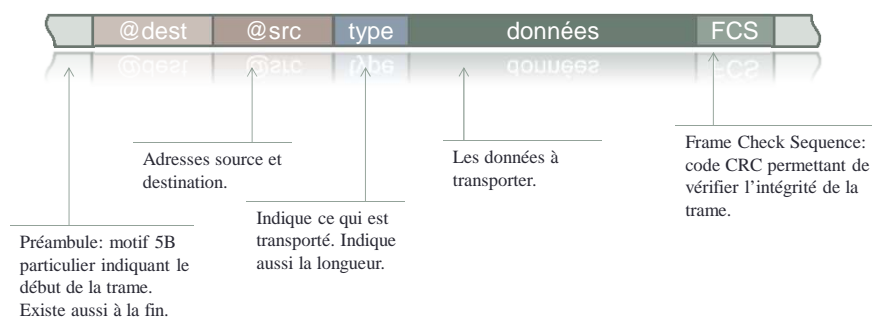 @dest @src type données FCS
Adresses source et
destination.
Les données à
transporter.
Frame Check Sequence:
code CRC permettant de
vérifier l'intégrité de la
trame.
Indique ce qui est
transporté. Indique
aussi la longueur.
Préambule: motif 5B
particulier indiquant le
début de la trame.
Existe aussi à la fin.